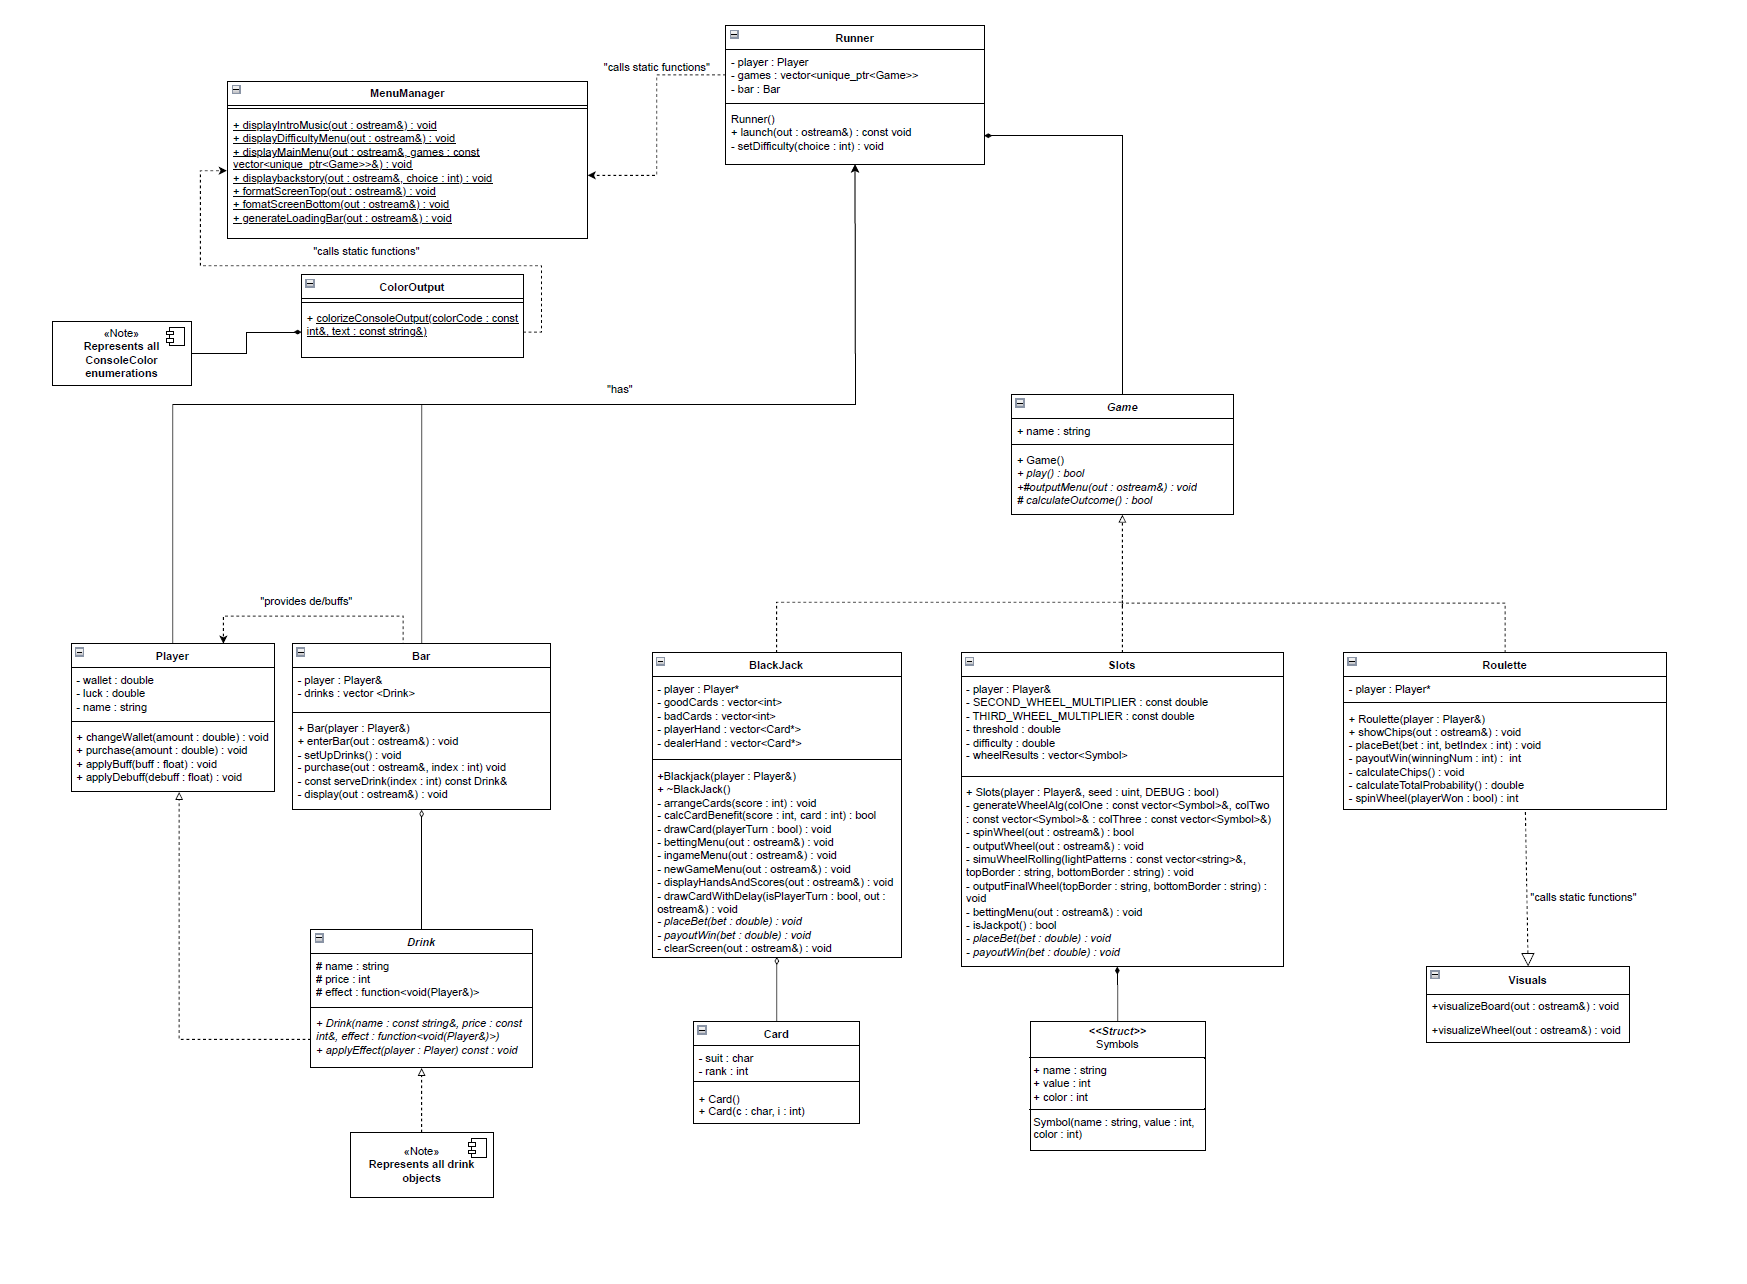 Runner
- player : Player
- games : vector<unique_ptr<Game>>
- bar : Bar
Runner()
+ launch(out : ostream&) : const void
- setDifficulty(choice : int) : void
"calls static functions"
MenuManager
+ displayIntroMusic(out : ostream&) : void
+ displayDifficultyMenu(out : ostream&) : void
+ displayMainMenu(out : ostream&, games : const
vector<unique_ptr<Game>>&) : void
+ displaybackstory(out : ostream&, choice : int) : void
+ formatScreenTop(out : ostream&) : void
+ fomatScreenBottom(out : ostream&) : void
+ generateLoadingBar(out : ostream&) : void
"calls static functions"
ColorOutput
+ colorizeConsoleOutput(colorCode : const
int&, text : const string&)
«Note»
Represents all
ConsoleColor
enumerations
"has"
Game
+ name : string
+ Game()
+ play() : bool
+#outputMenu(out : ostream&) : void
# calculateOutcome() : bool
"provides de/buffs"
Player
- wallet : double
- luck : double
- name : string
+ changeWallet(amount : double) : void
+ purchase(amount : double) : void
+ applyBuff(buff : float) : void
+ applyDebuff(debuff : float) : void
Bar
- player : Player&
- drinks : vector <Drink>
+ Bar(player : Player&)
+ enterBar(out : ostream&) : void
- setUpDrinks() : void
- purchase(out : ostream&, index : int) void
- const serveDrink(index : int) const Drink&
- display(out : ostream&) : void
BlackJack
- player : Player*
- goodCards : vector<int>
- badCards : vector<int>
- playerHand : vector<Card*>
- dealerHand : vector<Card*>
+Blackjack(player : Player&)
+ ~BlackJack()
- arrangeCards(score : int) : void
- calcCardBenefit(score : int, card : int) : bool
- drawCard(playerTurn : bool) : void
- bettingMenu(out : ostream&) : void
- ingameMenu(out : ostream&) : void
- newGameMenu(out : ostream&) : void
- displayHandsAndScores(out : ostream&) : void
- drawCardWithDelay(isPlayerTurn : bool, out :
ostream&) : void
- placeBet(bet : double) : void
- payoutWin(bet : double) : void
- clearScreen(out : ostream&) : void
Slots
- player : Player&
- SECOND_WHEEL_MULTIPLIER : const double
- THIRD_WHEEL_MULTIPLIER : const double
- threshold : double
- difficulty : double
- wheelResults : vector<Symbol>
+ Slots(player : Player&, seed : uint, DEBUG : bool)
- generateWheelAlg(colOne : const vector<Symbol>&, colTwo
: const vector<Symbol>& : colThree : const vector<Symbol>&)
- spinWheel(out : ostream&) : bool
- outputWheel(out : ostream&) : void
- simuWheelRolling(lightPatterns : const vector<string>&,
topBorder : string, bottomBorder : string) : void
- outputFinalWheel(topBorder : string, bottomBorder : string) :
void
- bettingMenu(out : ostream&) : void
- isJackpot() : bool
- placeBet(bet : double) : void
- payoutWin(bet : double) : void
Roulette
- player : Player*
+ Roulette(player : Player&)
+ showChips(out : ostream&) : void
- placeBet(bet : int, betIndex : int) : void
- payoutWin(winningNum : int) : int
- calculateChips() : void
- calculateTotalProbability() : double
- spinWheel(playerWon : bool) : int
"calls static functions"
Drink
# name : string
# price : int
# effect : function<void(Player&)>
+ Drink(name : const string&, price : const
int&, effect : function<void(Player&)>)
+ applyEffect(player : Player) const : void
Visuals
+visualizeBoard(out : ostream&) : void
+visualizeWheel(out : ostream&) : void
Card
- suit : char
- rank : int
+ Card()
+ Card(c : char, i : int)
<<Struct>>
Symbols
+ name : string
+ value : int
+ color : int
Symbol(name : string, value : int,
color : int)
«Note»
Represents all drink
objects